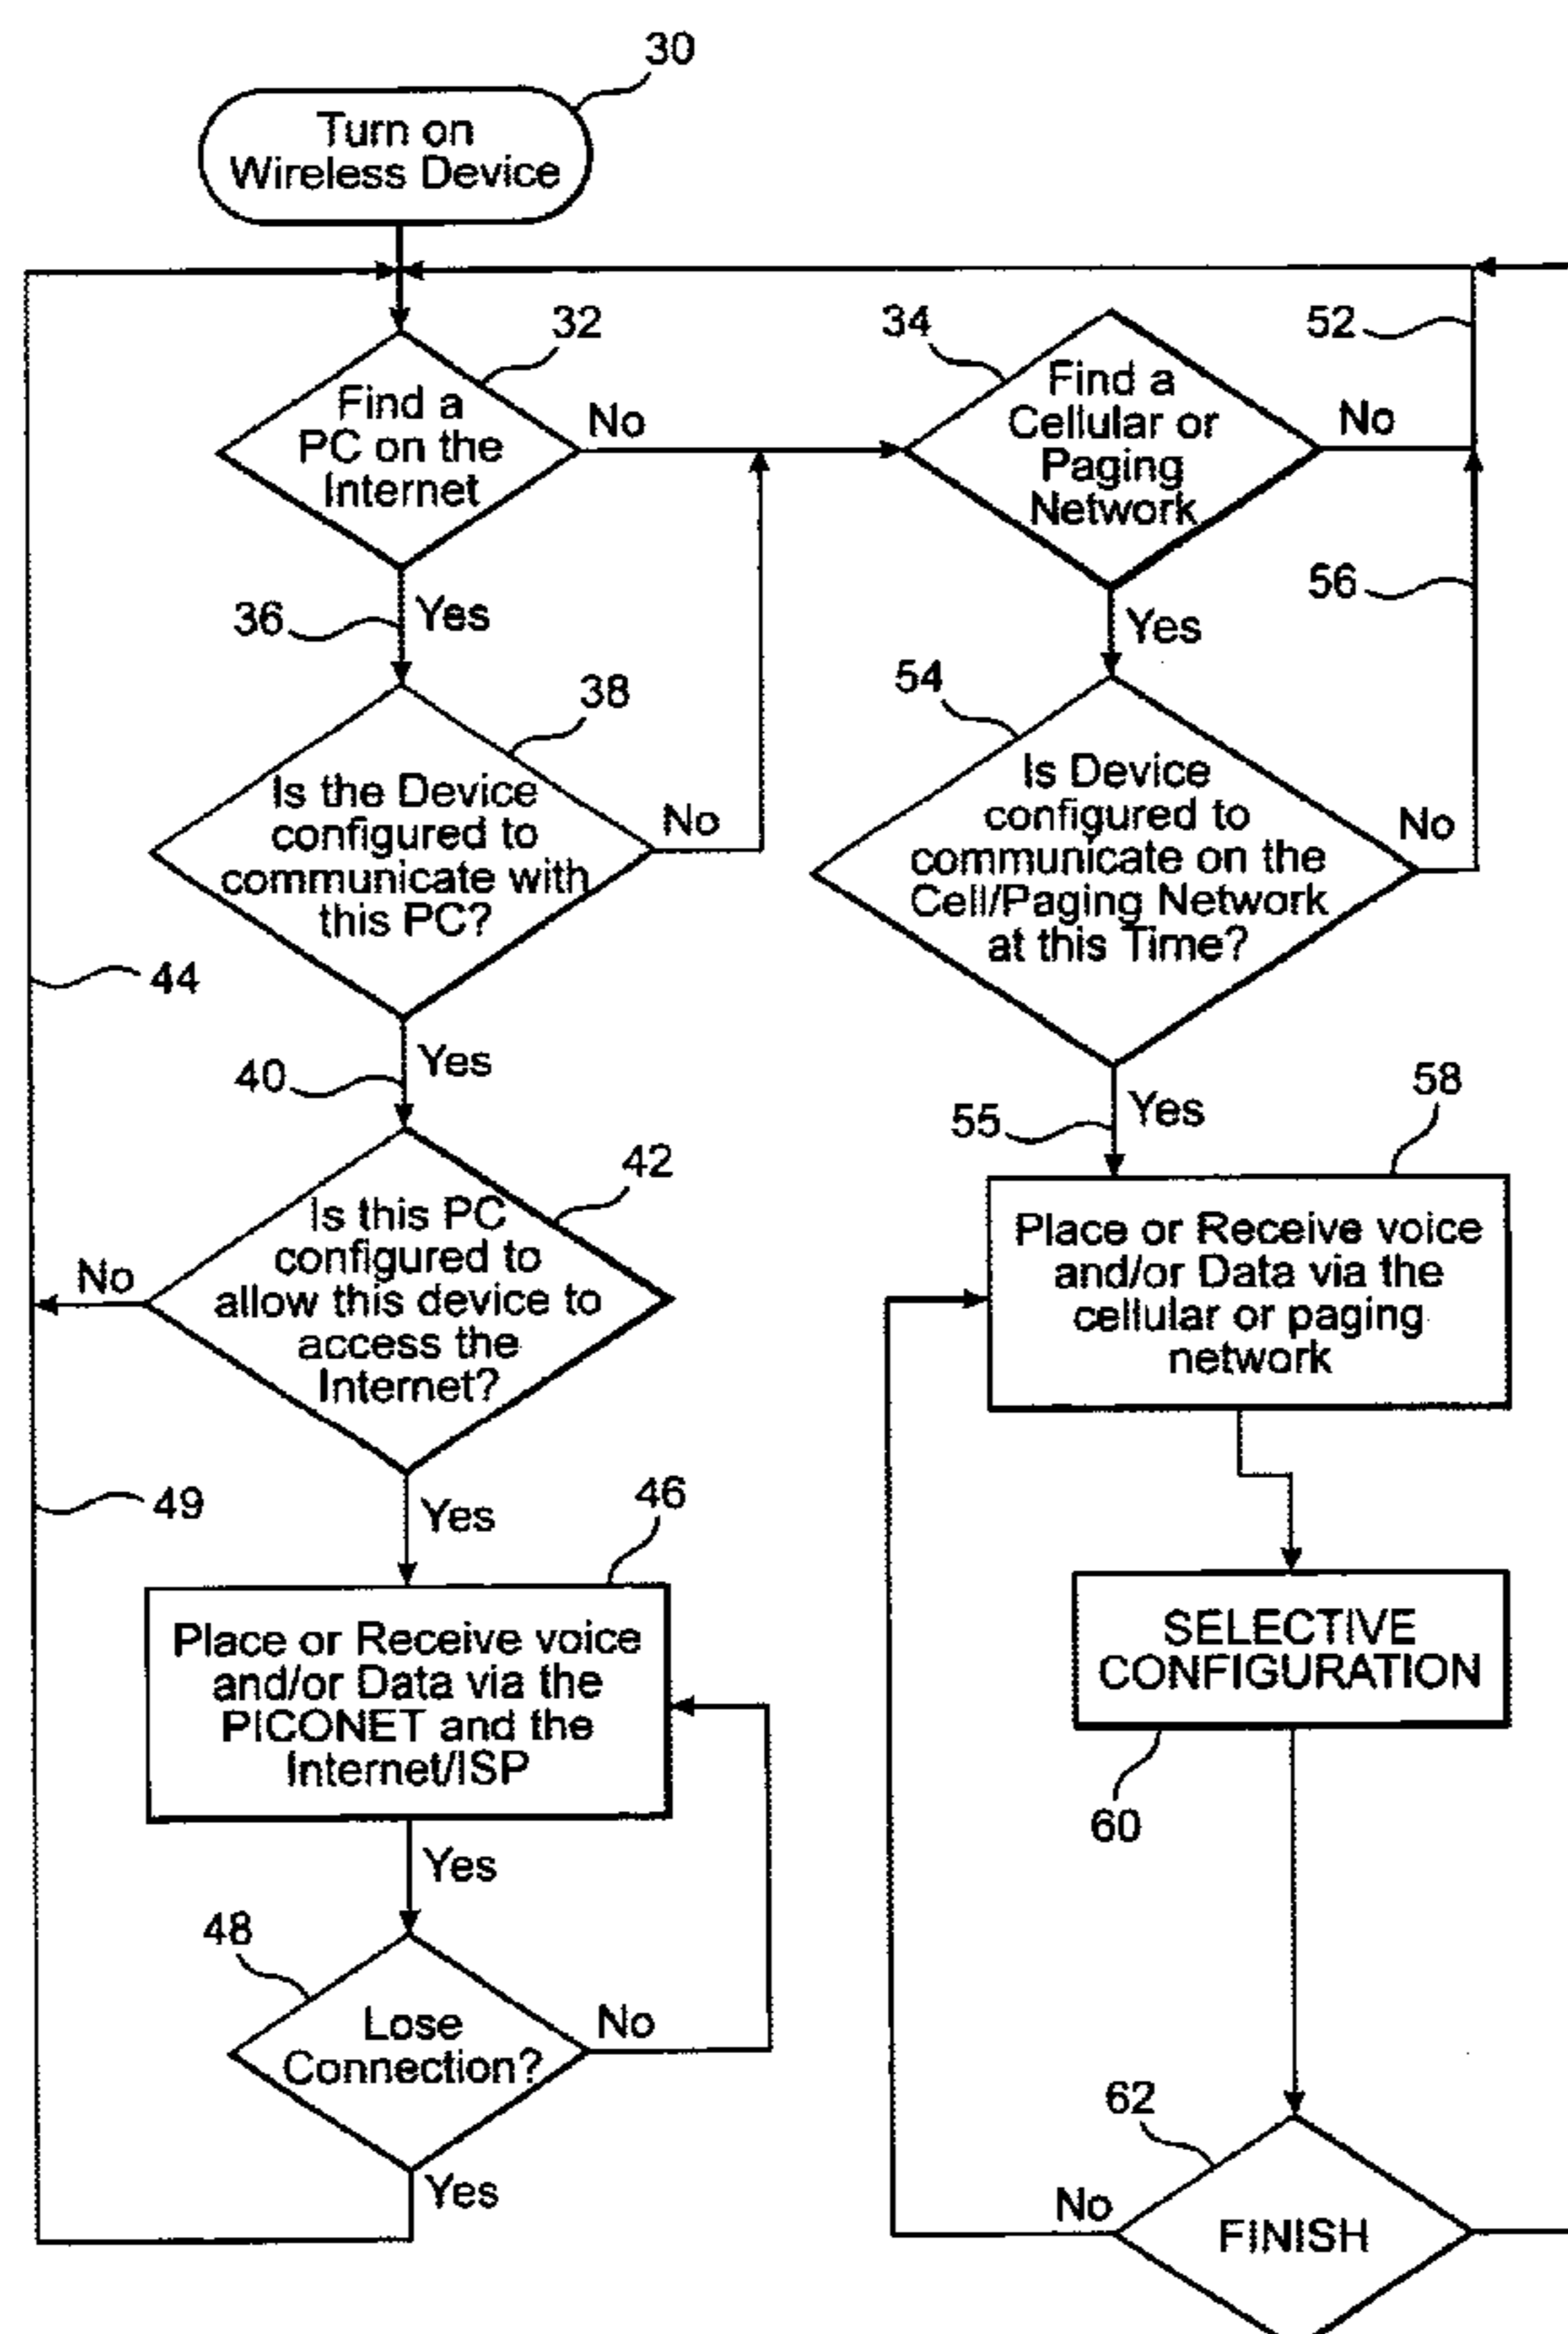 30
Turn on
Wireless Device
32
Find a
PC on the
Internet
No
34
Find a
Cellular or
Paging
Network
No
52
36
Yes
Yes
56
38
Is the Device
configured to
communicate with
this PC?
No
54
Is Device
configured to
communicate on the
Cell/Paging Network
at this Time?
No
44
40
Yes
55
Yes
58
42
Is this PC
configured to
allow this device to
access the
Internet?
No
Place or Receive voice
and/or Data via the
cellular or paging
network
49
Yes
46
Place or Receive voice
and/or Data via the
PICONET and the
Internet/ISP
SELECTIVE
CONFIGURATION
60
Yes
48
Lose
Connection?
No
Yes
62
No
FINISH